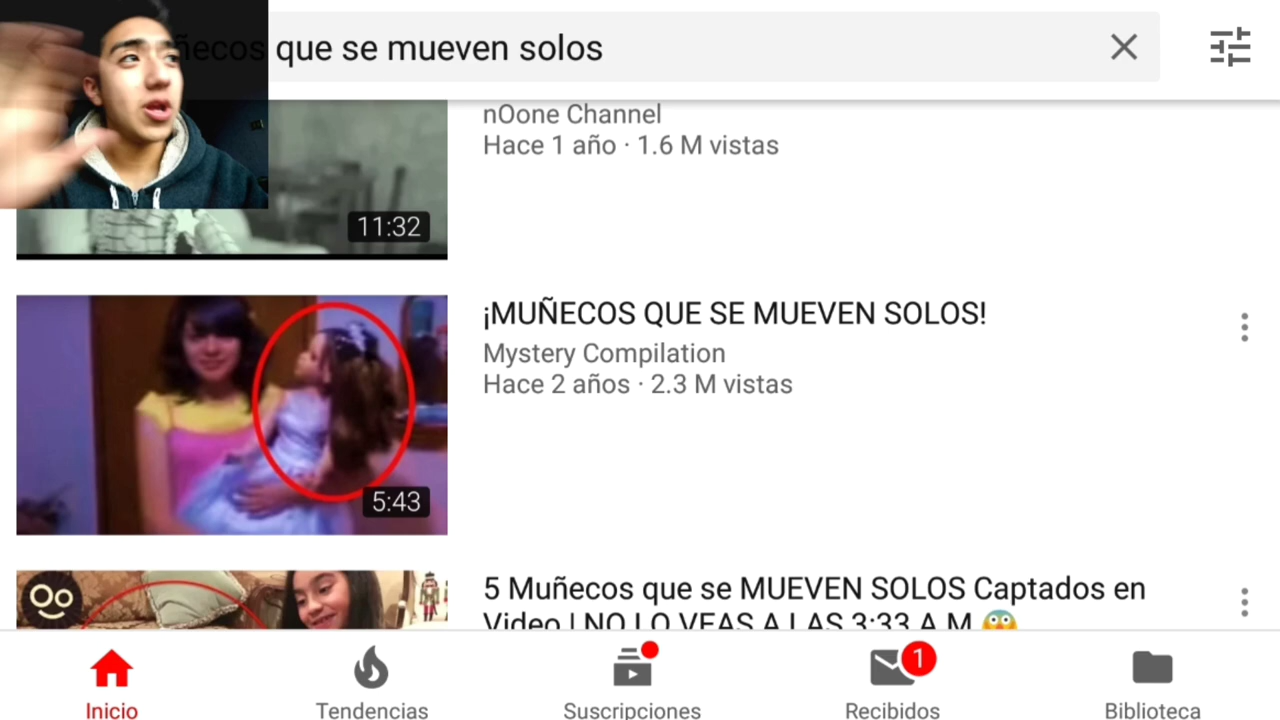 ñecos que se mueven solos
nOone Channel
Hace 1 año · 1.6 M vistas
11:32
¡MUÑECOS QUE SE MUEVEN SOLOS!
Mystery Compilation
Hace 2 años · 2.3 M vistas
5:43
5 Muñecos que se MUEVEN SOLOS Captados en
Video | NO LO VEAS A LAS 3:33 A.M 😱
1
Inicio
Tendencias
Suscripciones
Recibidos
Biblioteca